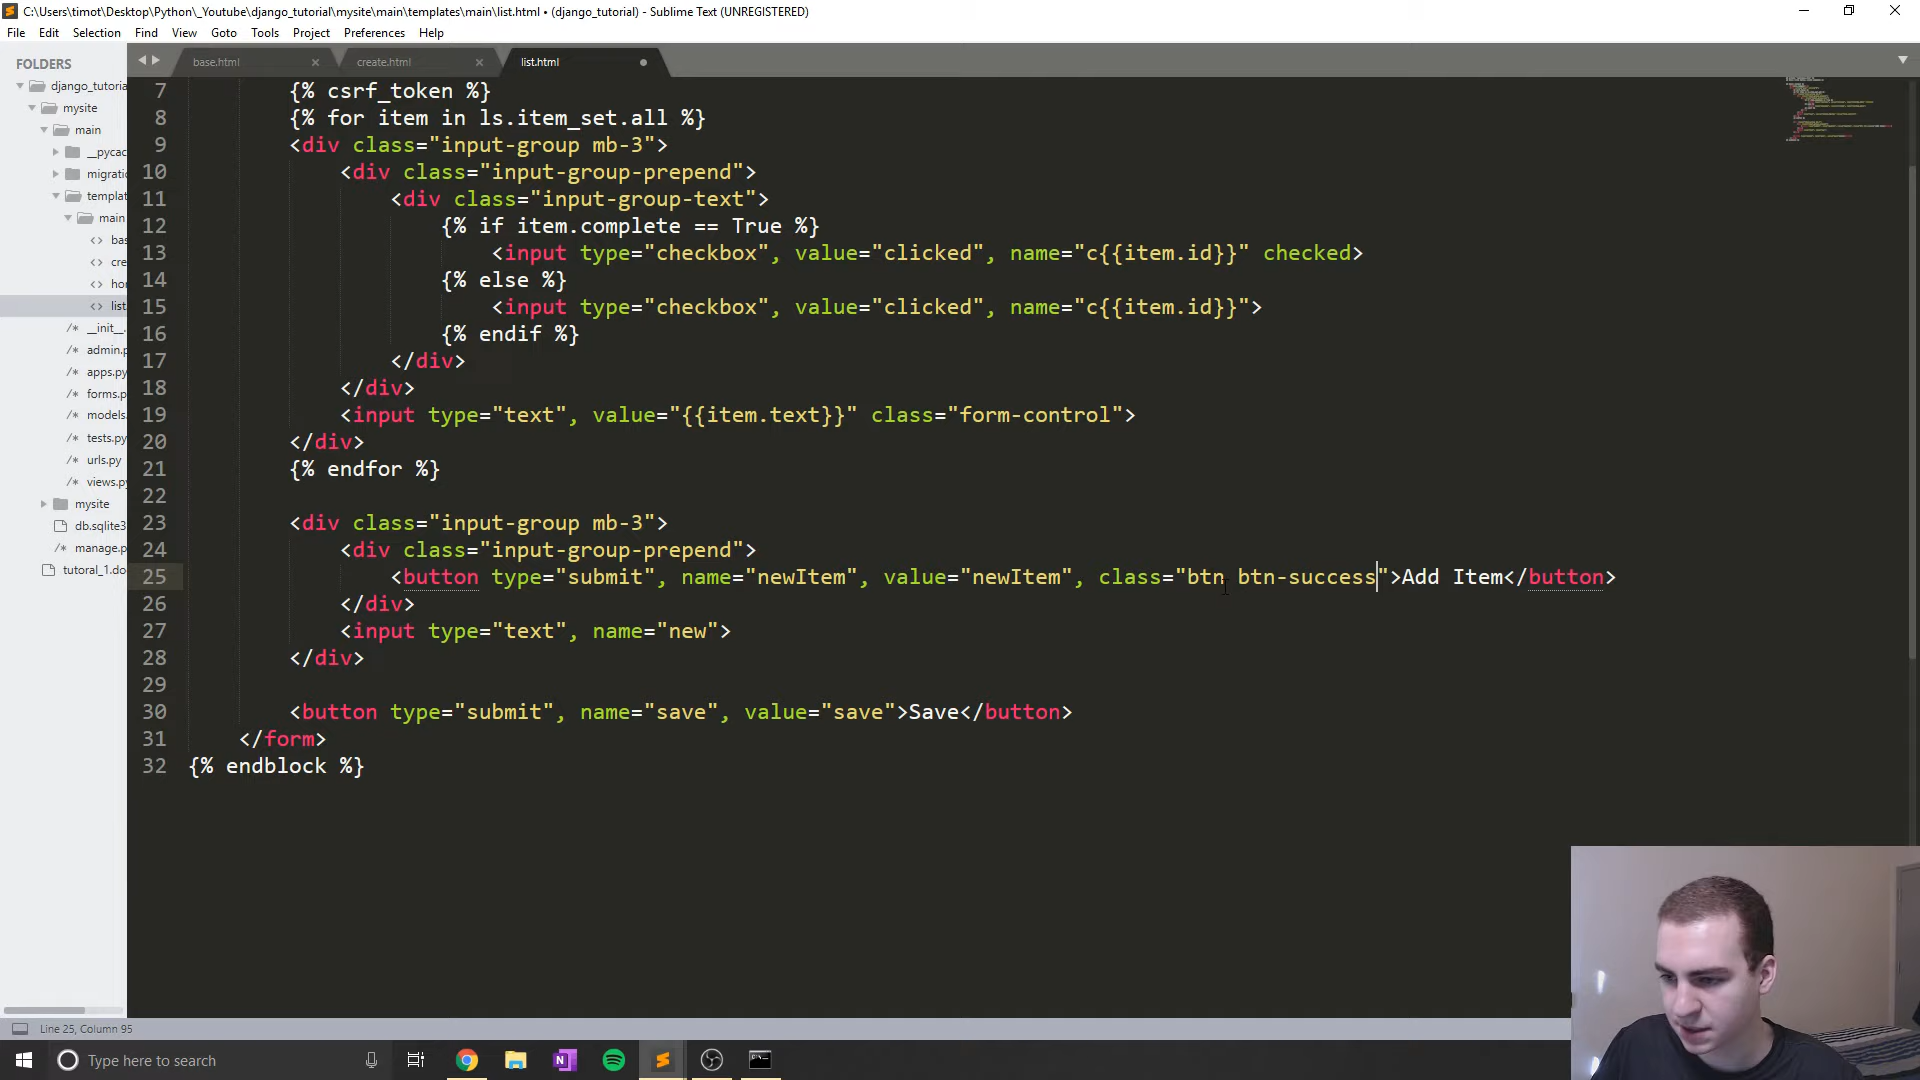 C:\Users\timot\Desktop\Python\_Youtube\django_tutorial\mysite\main\templates\main\list.html • (django_tutorial) - Sublime Text (UNREGISTERED)
File Edit Selection Find View Goto Tools Project Preferences Help
FOLDERS
django_tutoria
mysite
main
__pycac
migratio
templat
main
bas
cre
hor
list.
__init__.
admin.p
apps.py
forms.p
models.
tests.py
urls.py
views.py
mysite
db.sqlite3
manage.p
tutoral_1.do
base.html
create.html
list.html
7 {% csrf_token %}
8 {% for item in ls.item_set.all %}
9 <div class="input-group mb-3">
10 <div class="input-group-prepend">
11 <div class="input-group-text">
12 {% if item.complete == True %}
13 <input type="checkbox", value="clicked", name="c{{item.id}}" checked>
14 {% else %}
15 <input type="checkbox", value="clicked", name="c{{item.id}}">
16 {% endif %}
17 </div>
18 </div>
19 <input type="text", value="{{item.text}}" class="form-control">
20 </div>
21 {% endfor %}
22
23 <div class="input-group mb-3">
24 <div class="input-group-prepend">
25 <button type="submit", name="newItem", value="newItem", class="btn btn-success">Add Item</button>
26 </div>
27 <input type="text", name="new">
28 </div>
29
30 <button type="submit", name="save", value="save">Save</button>
31 </form>
32 {% endblock %}
Line 25, Column 95
Type here to search